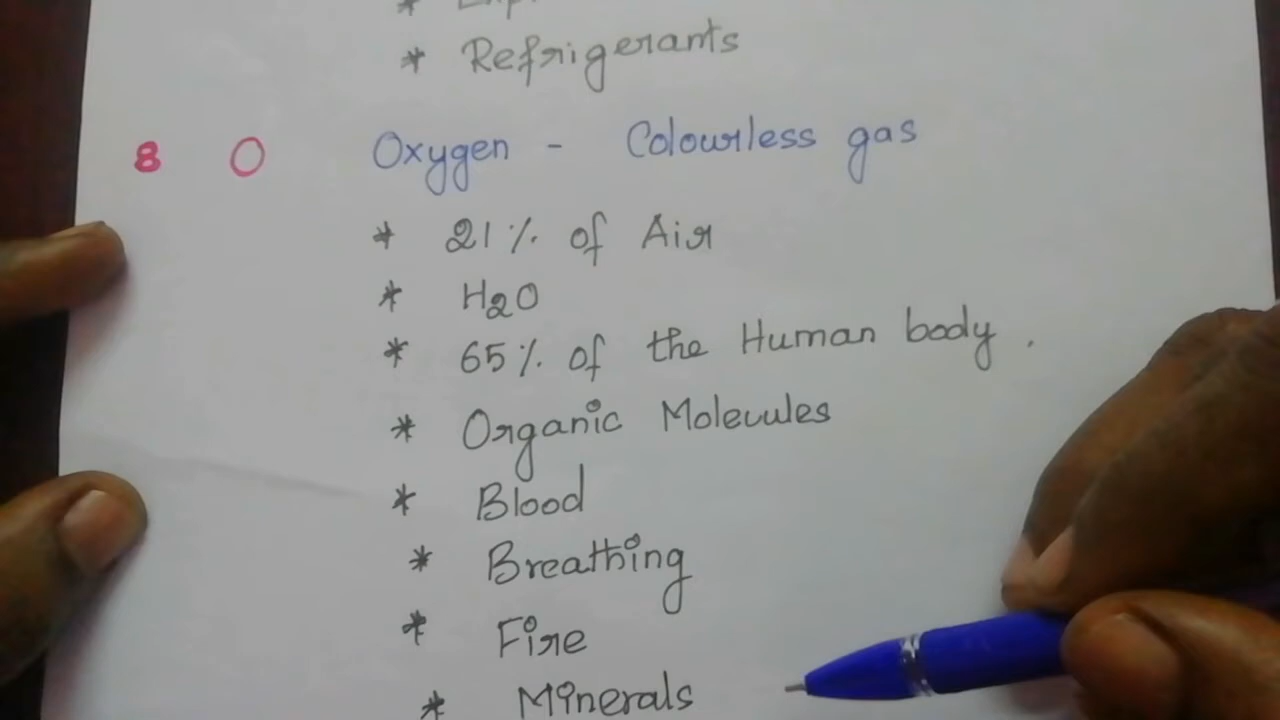 * Refrigerants
8 O Oxygen - Colourless gas
* 21% of Air
* H2O
* 65% of the Human body.
* Organic Molecules
* Blood
* Breathing
* Fire
* Minerals